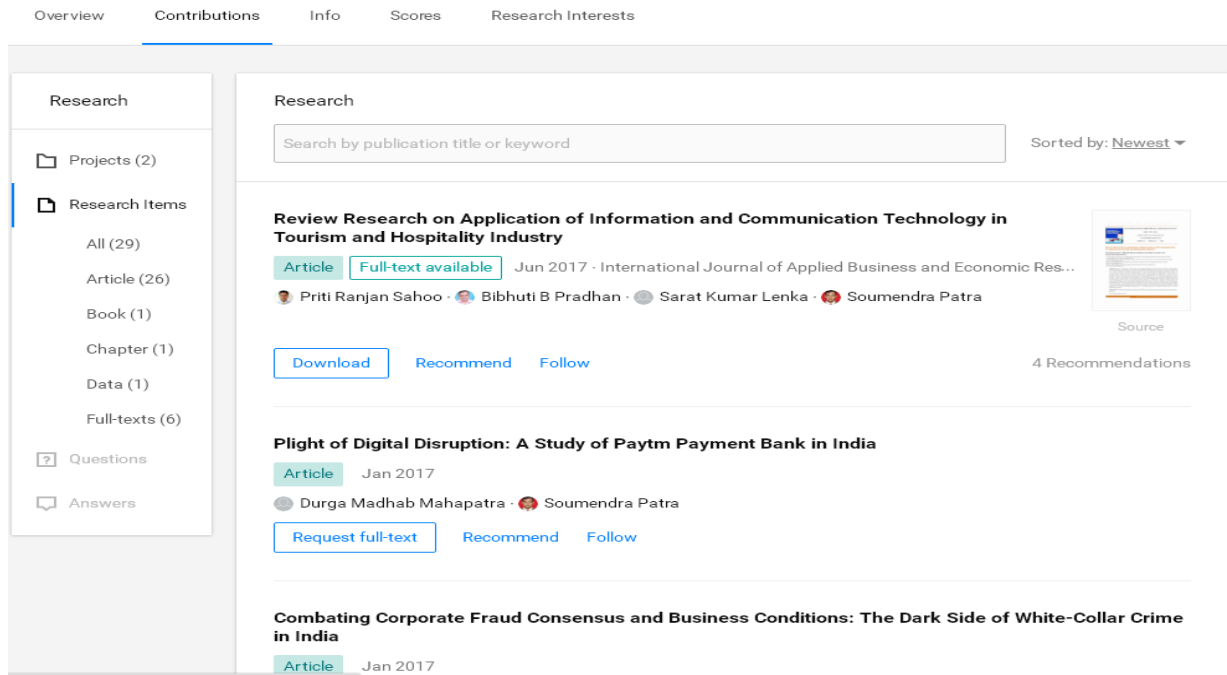 Overview Contributions Info Scores Research Interests
Research
Projects (2)
Research Items
All (29)
Article (26)
Book (1)
Chapter (1)
Data (1)
Full-texts (6)
Questions
Answers
Research
Search by publication title or keyword
Sorted by: Newest
Review Research on Application of Information and Communication Technology in
Tourism and Hospitality Industry
Article Full-text available Jun 2017 · International Journal of Applied Business and Economic Res...
Priti Ranjan Sahoo · Bibhuti B Pradhan · Sarat Kumar Lenka · Soumendra Patra
Source
Download Recommend Follow 4 Recommendations
Plight of Digital Disruption: A Study of Paytm Payment Bank in India
Article Jan 2017
Durga Madhab Mahapatra · Soumendra Patra
Request full-text Recommend Follow
Combating Corporate Fraud Consensus and Business Conditions: The Dark Side of White-Collar Crime
in India
Article Jan 2017